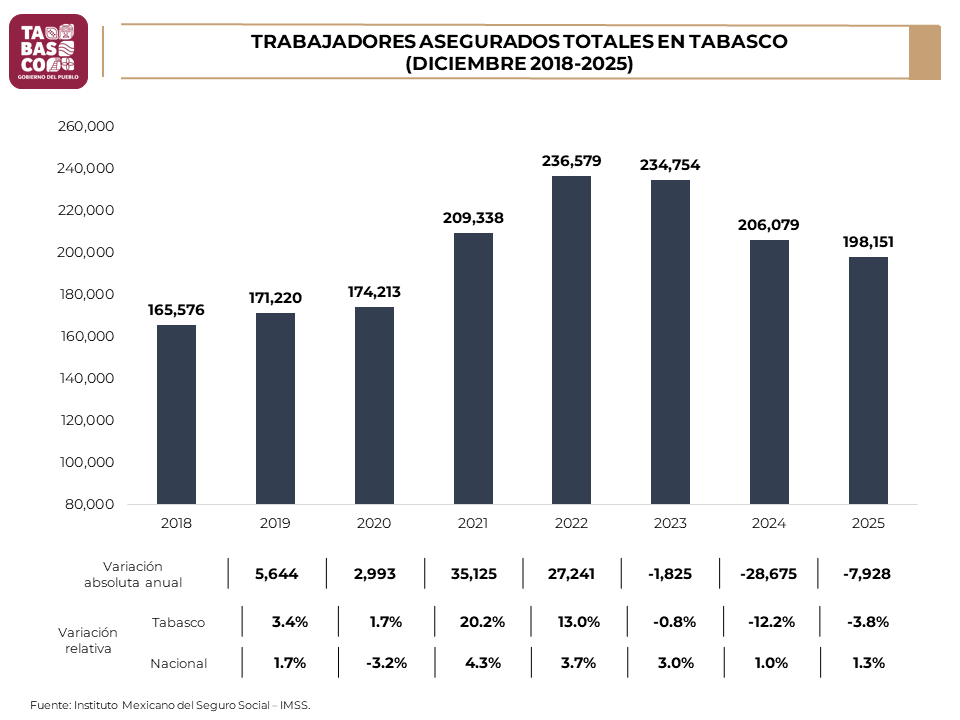 TA
BAS
CO
GOBIERNO DEL PUEBLO
TRABAJADORES ASEGURADOS TOTALES EN TABASCO
(DICIEMBRE 2018-2025)
260,000
240,000
220,000
200,000
180,000
160,000
140,000
120,000
100,000
80,000
165,576
171,220
174,213
209,338
236,579
234,754
206,079
198,151
2018 2019 2020 2021 2022 2023 2024 2025
Variación
absoluta anual
5,644 2,993 35,125 27,241 -1,825 -28,675 -7,928
Variación
relativa
Tabasco 3.4% 1.7% 20.2% 13.0% -0.8% -12.2% -3.8%
Nacional 1.7% -3.2% 4.3% 3.7% 3.0% 1.0% 1.3%
Fuente: Instituto Mexicano del Seguro Social – IMSS.